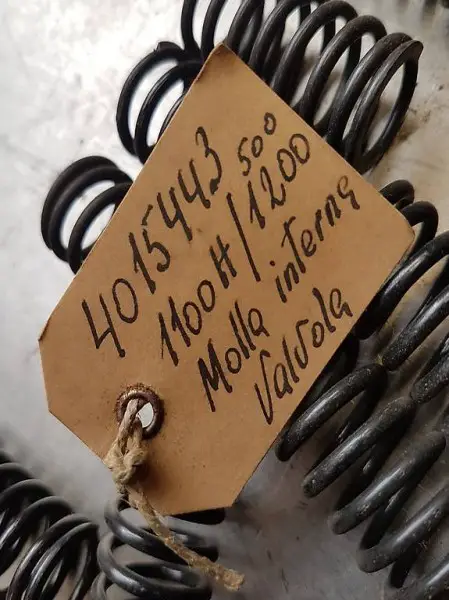 4015443
500
1100H/1200
Molla interna
Valvola